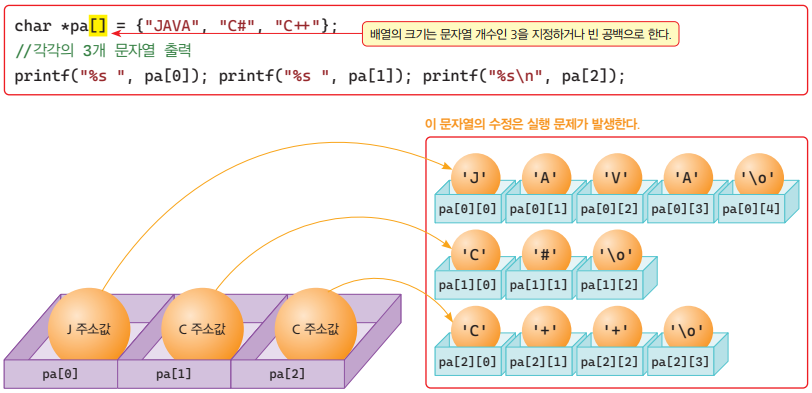 char *pa[] = {"JAVA", "C#", "C++"};
배열의 크기는 문자열 개수인 3을 지정하거나 빈 공백으로 한다.
//각각의 3개 문자열 출력
printf("%s ", pa[0]); printf("%s ", pa[1]); printf("%s\n", pa[2]);
이 문자열의 수정은 실행 문제가 발생한다.
'J' 'A' 'V' 'A' '\o'
pa[0][0] pa[0][1] pa[0][2] pa[0][3] pa[0][4]
'C' '#' '\o'
pa[1][0] pa[1][1] pa[1][2]
'C' '+' '+' '\o'
pa[2][0] pa[2][1] pa[2][2] pa[2][3]
J 주소값 C 주소값 C 주소값
pa[0] pa[1] pa[2]